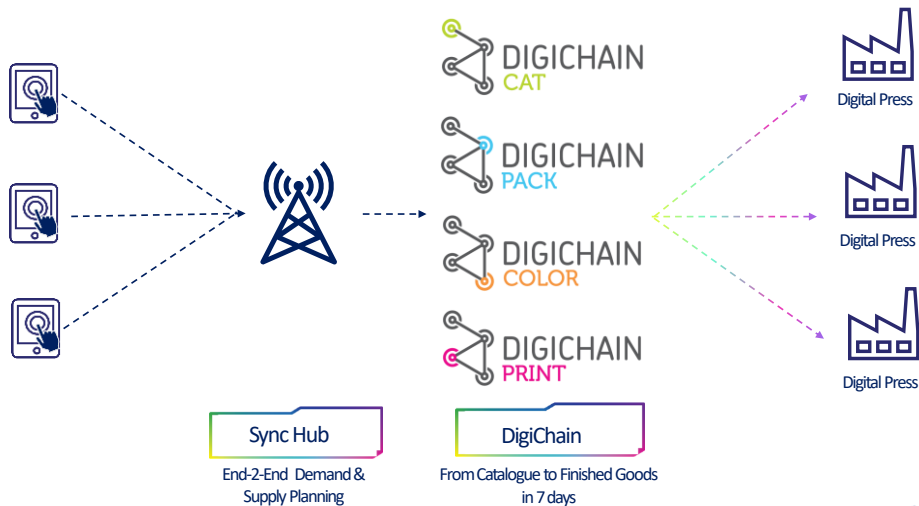 DIGICHAIN
CAT
DIGICHAIN
PACK
DIGICHAIN
COLOR
DIGICHAIN
PRINT
Digital Press
Digital Press
Digital Press
Sync Hub
End-2-End Demand &
Supply Planning
DigiChain
From Catalogue to Finished Goods
in 7 days